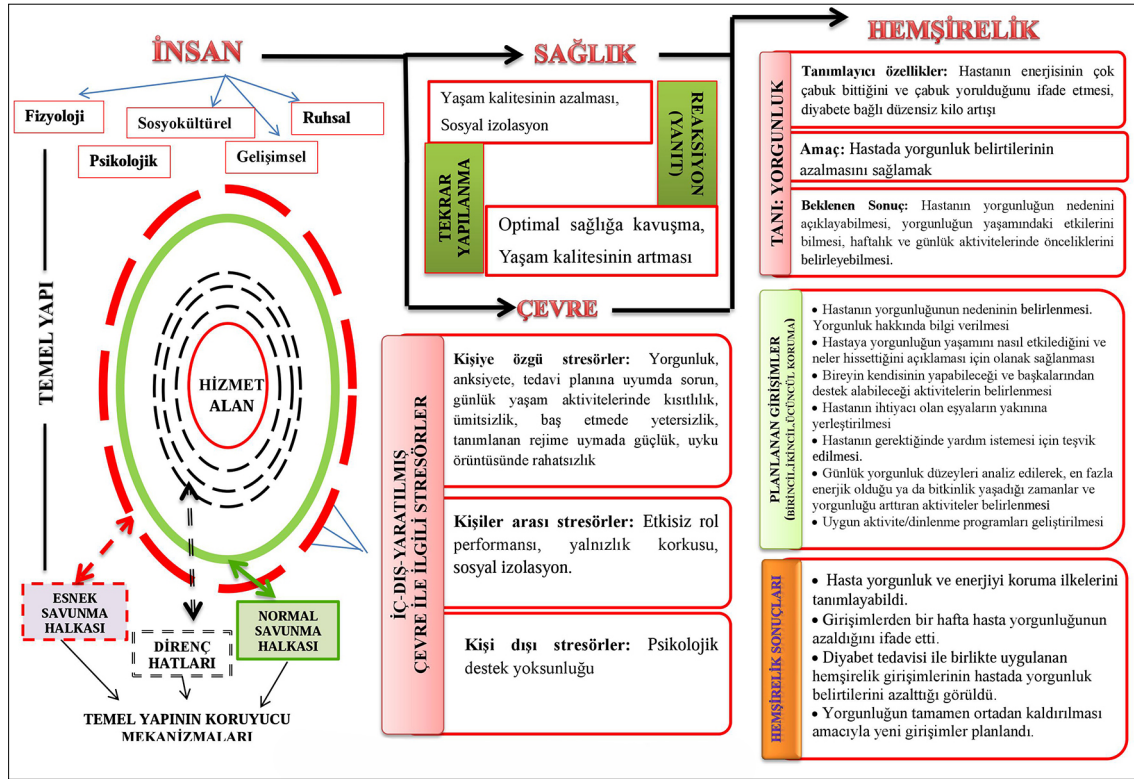 İNSAN
Fizyoloji
Sosyokültürel
Ruhsal
Psikolojik
Gelişimsel
TEMEL YAPI
HİZMET
ALAN
ESNEK
SAVUNMA
HALKASI
DİRENÇ
HATLARI
NORMAL
SAVUNMA
HALKASI
TEMEL YAPININ KORUYUCU
MEKANİZMALARI
SAĞLIK
Yaşam kalitesinin azalması,
Sosyal izolasyon
REAKSİYON
(YANIT)
TEKRAR
YAPILANMA
Optimal sağlığa kavuşma,
Yaşam kalitesinin artması
ÇEVRE
İÇ-DIŞ-YARATILMIŞ
ÇEVRE İLE İLGİLİ STRESÖRLER
Kişiye özgü stresörler: Yorgunluk,
anksiyete, tedavi planına uyumda sorun,
günlük yaşam aktivitelerinde kısıtlılık,
ümitsizlik, baş etmede yetersizlik,
tanımlanan rejime uymada güçlük, uyku
örüntüsünde rahatsızlık
Kişiler arası stresörler: Etkisiz rol
performansı, yalnızlık korkusu,
sosyal izolasyon.
Kişi dışı stresörler: Psikolojik
destek yoksunluğu
HEMŞİRELİK
TANI: YORGUNLUK
Tanımlayıcı özellikler: Hastanın enerjisinin çok
çabuk bittiğini ve çabuk yorulduğunu ifade etmesi,
diyabete bağlı düzensiz kilo artışı
Amaç: Hastada yorgunluk belirtilerinin
azalmasını sağlamak
Beklenen Sonuç: Hastanın yorgunluğun nedenini
açıklayabilmesi, yorgunluğun yaşamındaki etkilerini
bilmesi, haftalık ve günlük aktivitelerinde önceliklerini
belirleyebilmesi.
PLANLANAN GİRİŞİMLER
(BİRİNCİL,İKİNCİL,ÜCÜNCÜL KORUMA)
• Hastanın yorgunluğunun nedeninin belirlenmesi.
Yorgunluk hakkında bilgi verilmesi
• Hastaya yorgunluğun yaşamını nasıl etkilediğini ve
neler hissettiğini açıklaması için olanak sağlanması
• Bireyin kendisinin yapabileceği ve başkalarından
destek alabileceği aktivitelerin belirlenmesi
• Hastanın ihtiyacı olan eşyaların yakınına
yerleştirilmesi
• Hastanın gerektiğinde yardım istemesi için teşvik
edilmesi.
• Günlük yorgunluk düzeyleri analiz edilerek, en fazla
enerjik olduğu ya da bitkinlik yaşadığı zamanlar ve
yorgunluğu arttıran aktiviteler belirlenmesi
• Uygun aktivite/dinlenme programları geliştirilmesi
HEMŞİRELİK SONUÇLARI
• Hasta yorgunluk ve enerjiyi koruma ilkelerini
tanımlayabildi.
• Girişimlerden bir hafta hasta yorgunluğunun
azaldığını ifade etti.
• Diyabet tedavisi ile birlikte uygulanan
hemşirelik girişimlerinin hastada yorgunluk
belirtilerini azalttığı görüldü.
• Yorgunluğun tamamen ortadan kaldırılması
amacıyla yeni girişimler planlandı.